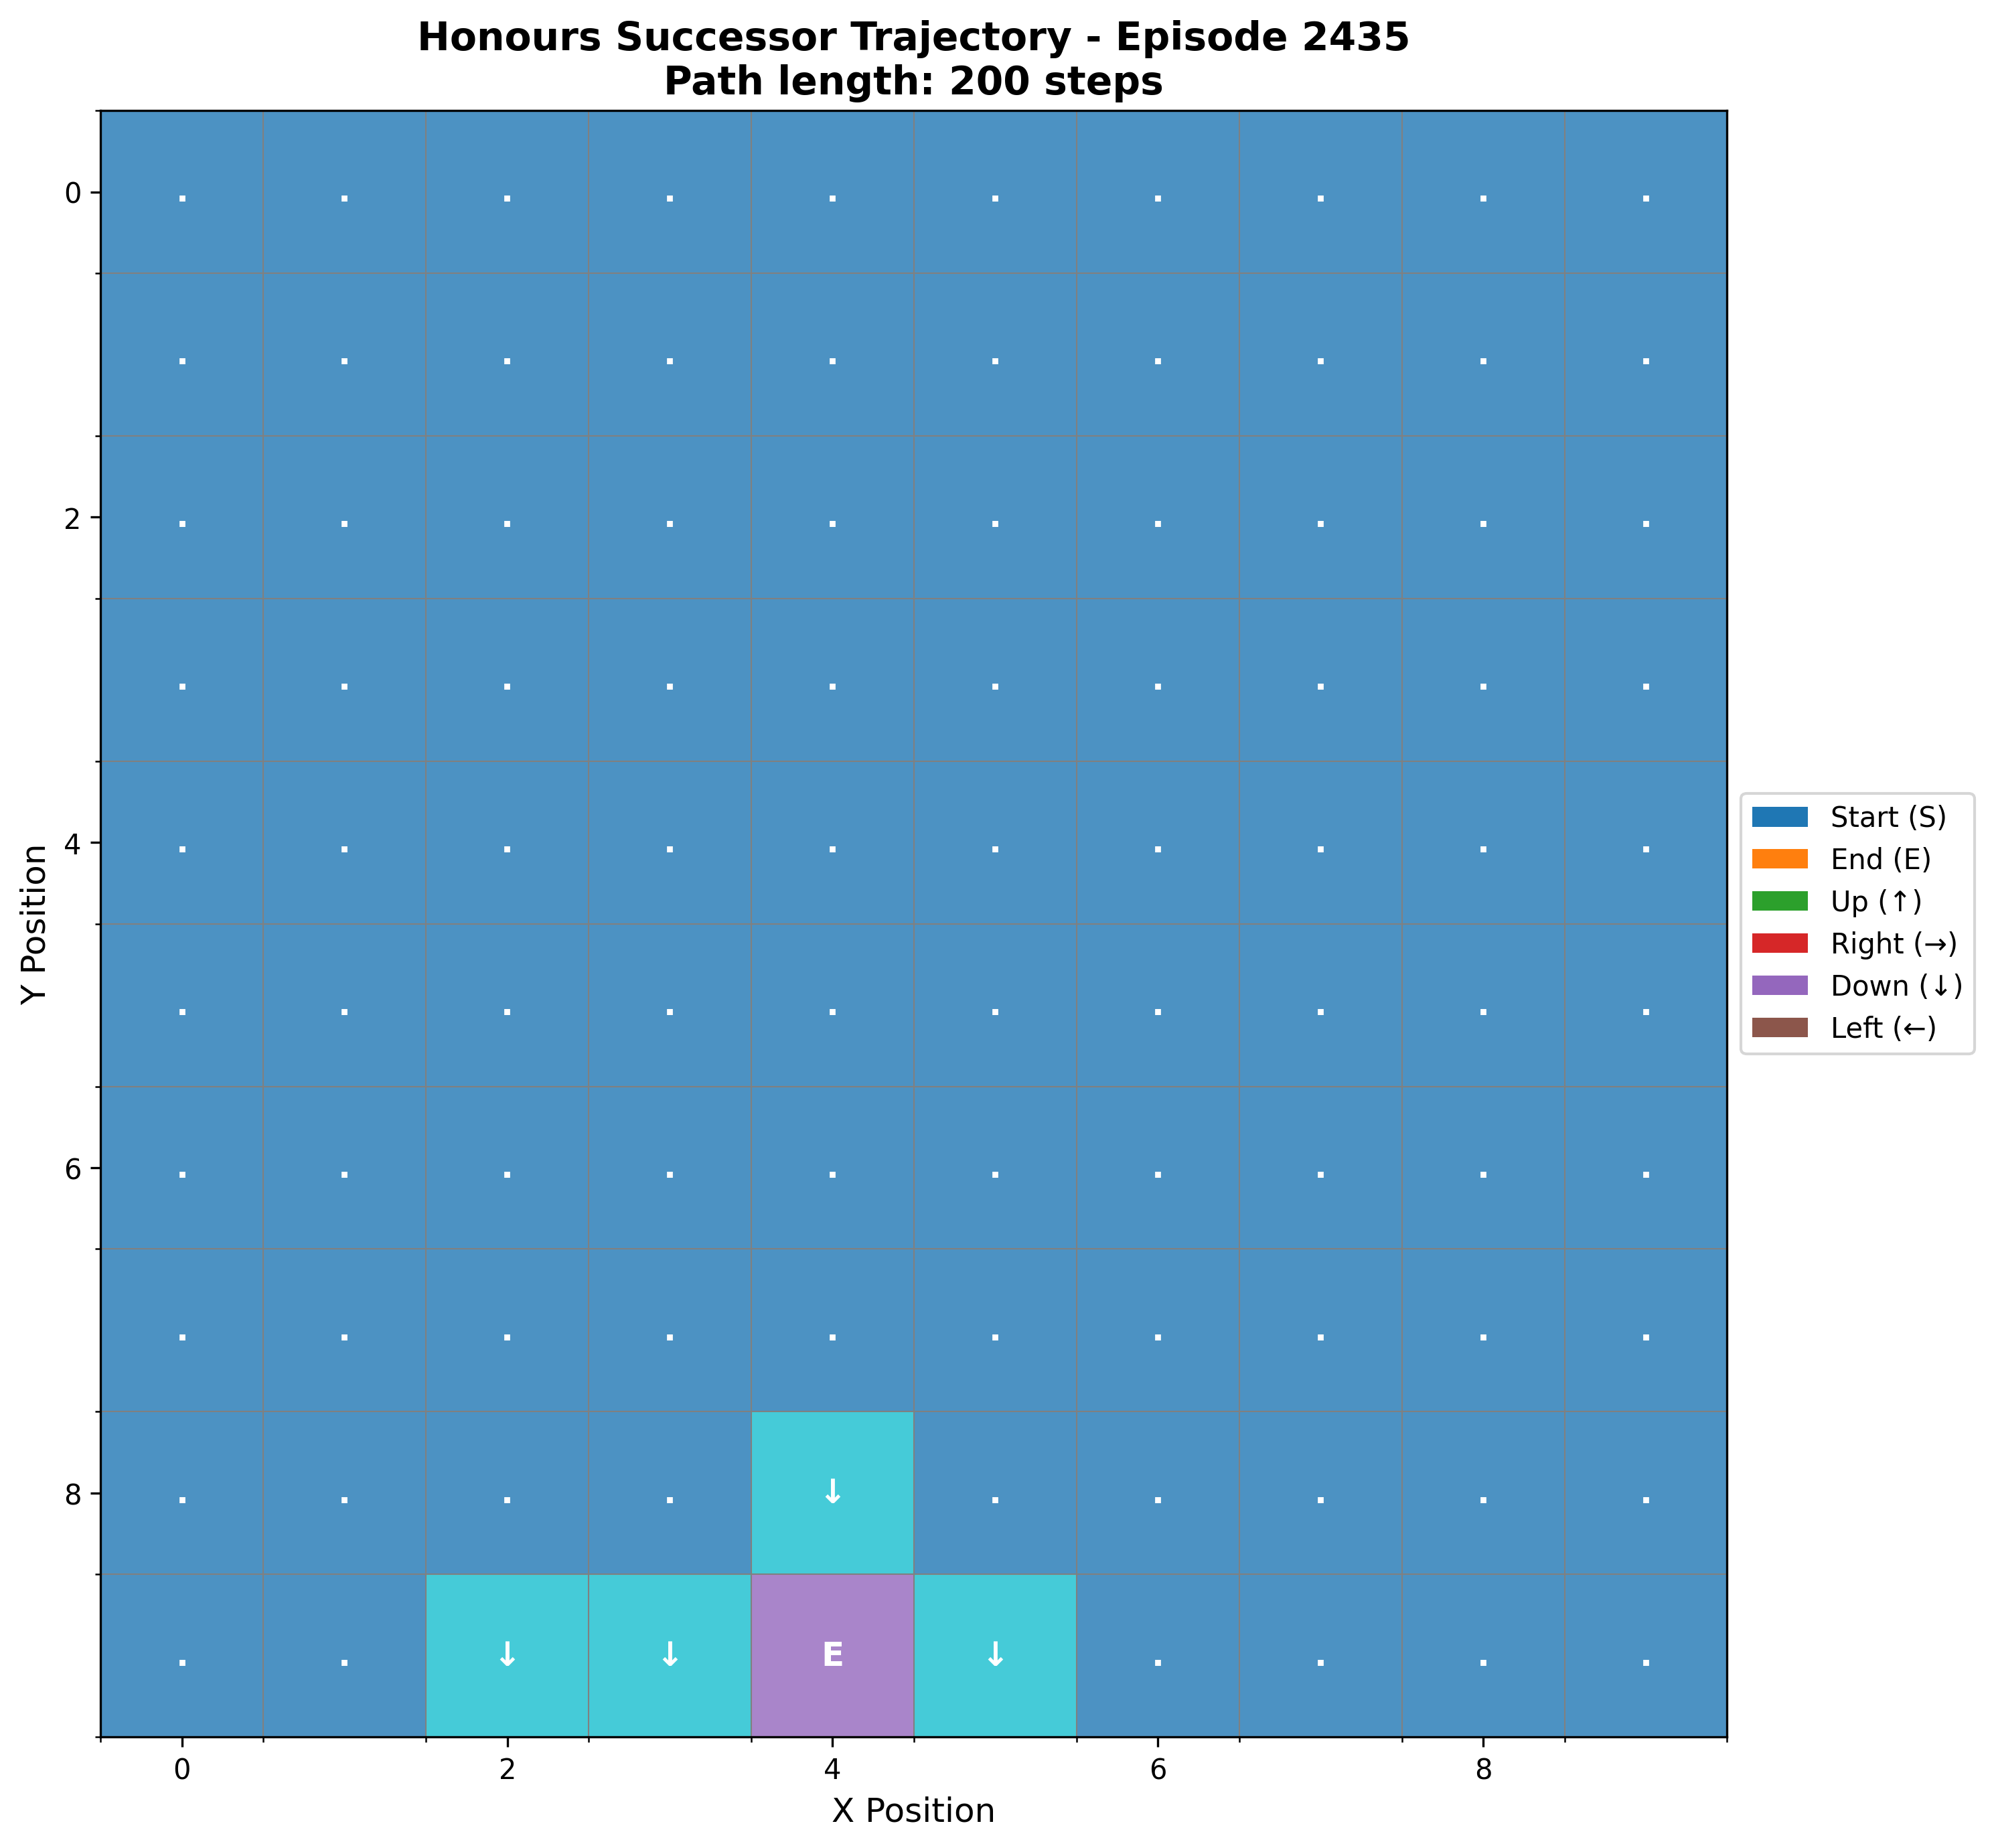 Honours Successor Trajectory - Episode 2435
Path length: 200 steps
0
2
4
6
8
Y Position
↓
↓ ↓ E ↓
0 2 4 6 8
X Position
Start (S)
End (E)
Up (↑)
Right (→)
Down (↓)
Left (←)